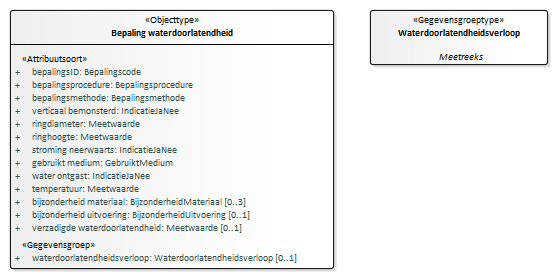 «Objecttype»
Bepaling waterdoorlatendheid
«Attribuutsoort»
+ bepalingsID: Bepalingscode
+ bepalingsprocedure: Bepalingsprocedure
+ bepalingsmethode: Bepalingsmethode
+ verticaal bemonsterd: IndicatieJaNee
+ ringdiameter: Meetwaarde
+ ringhoogte: Meetwaarde
+ stroming neerwaarts: IndicatieJaNee
+ gebruikt medium: GebruiktMedium
+ water ontgast: IndicatieJaNee
+ temperatuur: Meetwaarde
+ bijzonderheid materiaal: BijzonderheidMateriaal [0..3]
+ bijzonderheid uitvoering: BijzonderheidUitvoering [0..1]
+ verzadigde waterdoorlatendheid: Meetwaarde [0..1]
«Gegevensgroep»
+ waterdoorlatendheidsverloop: Waterdoorlatendheidsverloop [0..1]
«Gegevensgroeptype»
Waterdoorlatendheidsverloop
Meetreeks